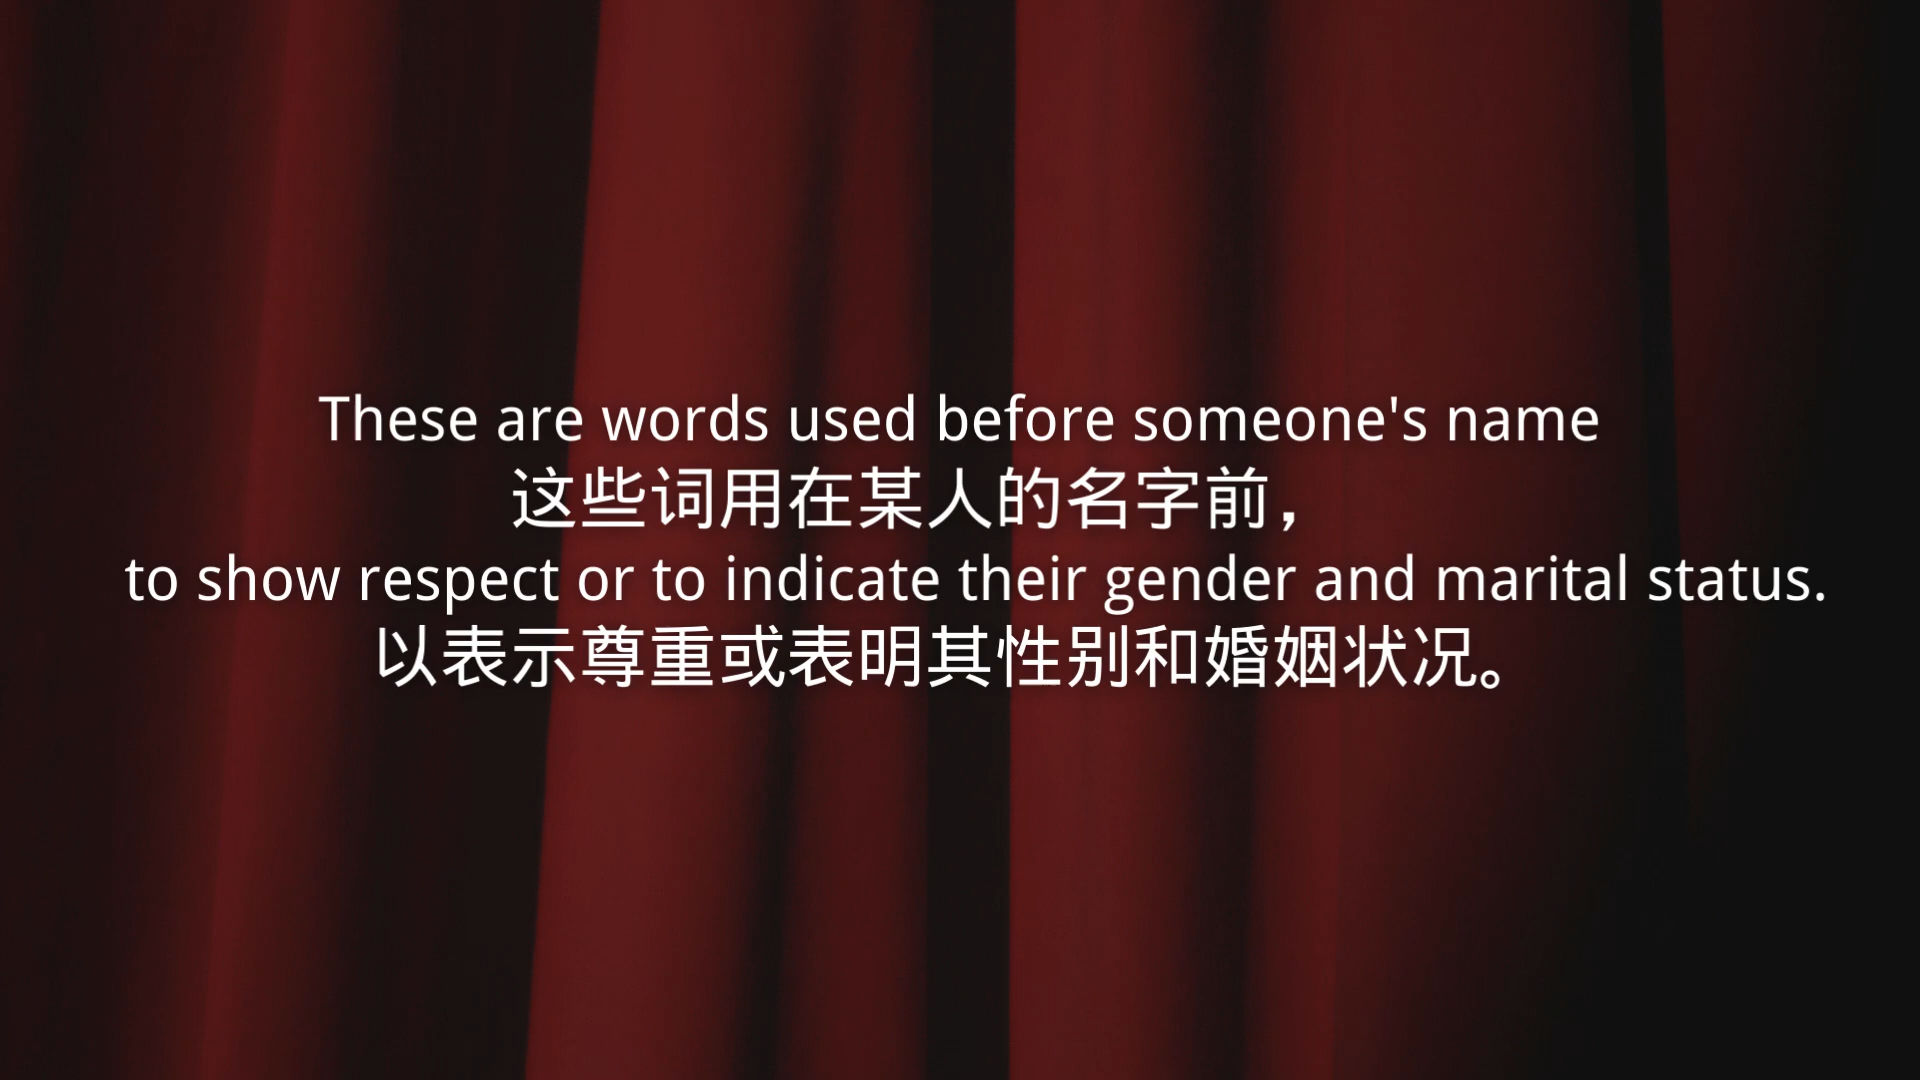 These are words used before someone's name
这些词用在某人的名字前，
to show respect or to indicate their gender and marital status.
以表示尊重或表明其性别和婚姻状况。